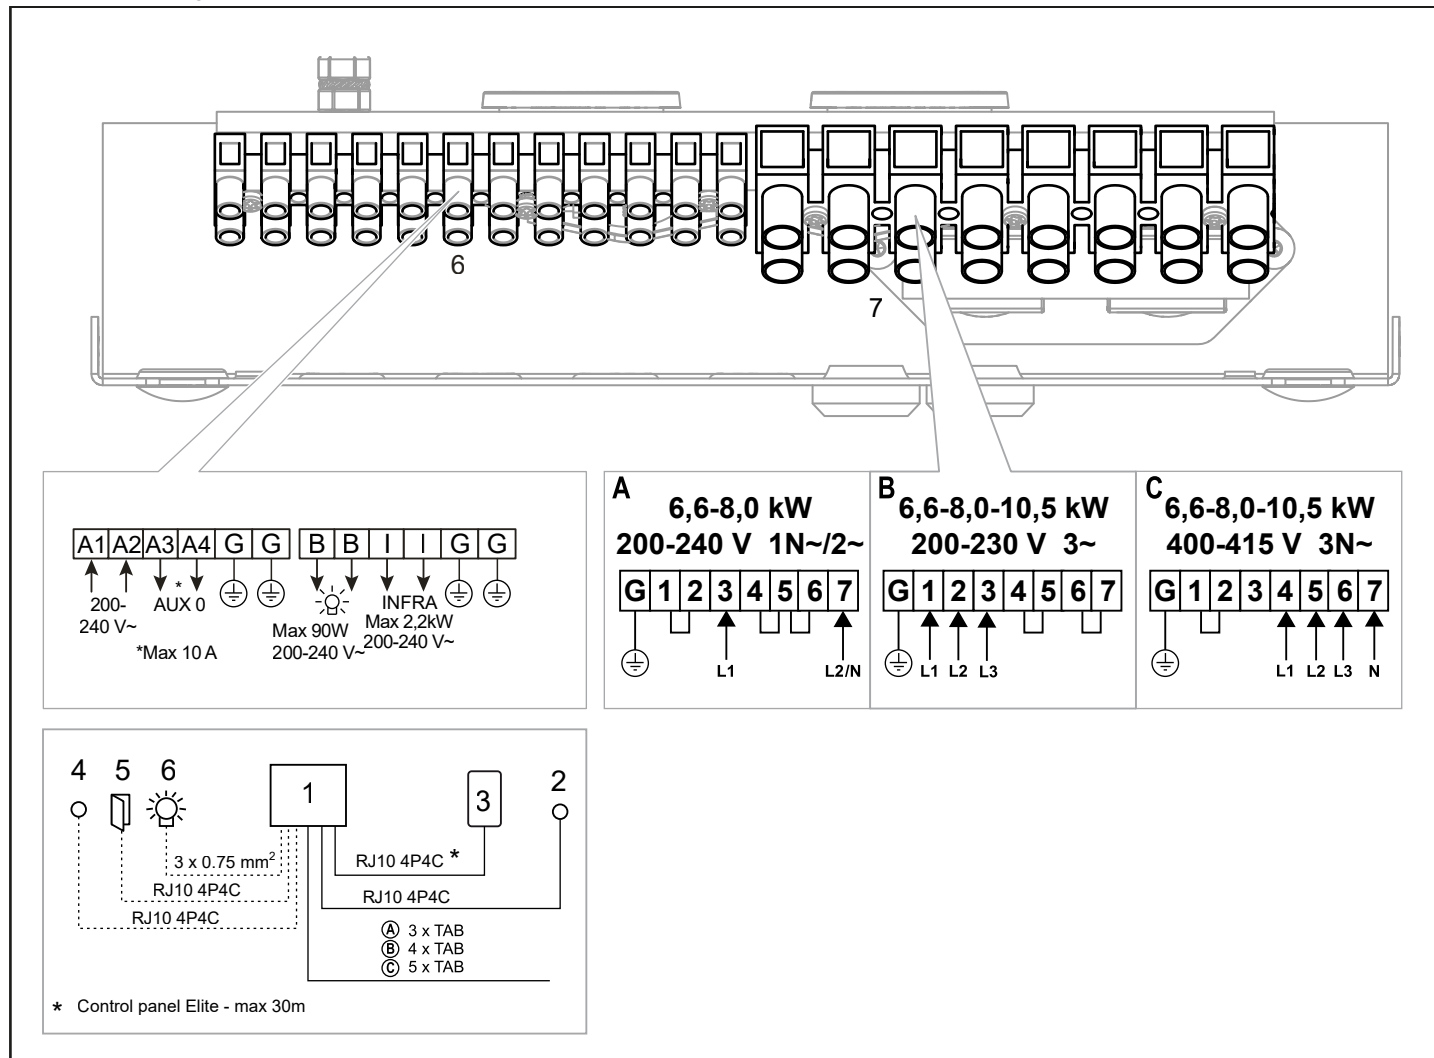 6
7
A1 A2 A3 A4 G G B B I I G G
200-
240 V~
*
AUX 0
*Max 10 A
Max 90W
200-240 V~
INFRA
Max 2,2kW
200-240 V~
A
6,6-8,0 kW
200-240 V 1N~/2~
G 1 2 3 4 5 6 7
L1 L2/N
B
6,6-8,0-10,5 kW
200-230 V 3~
G 1 2 3 4 5 6 7
L1 L2 L3
C
6,6-8,0-10,5 kW
400-415 V 3N~
G 1 2 3 4 5 6 7
L1 L2 L3 N
4 5 6 1 3 2
3 x 0.75 mm²
RJ10 4P4C *
RJ10 4P4C
RJ10 4P4C
RJ10 4P4C
A 3 x TAB
B 4 x TAB
C 5 x TAB
* Control panel Elite - max 30m